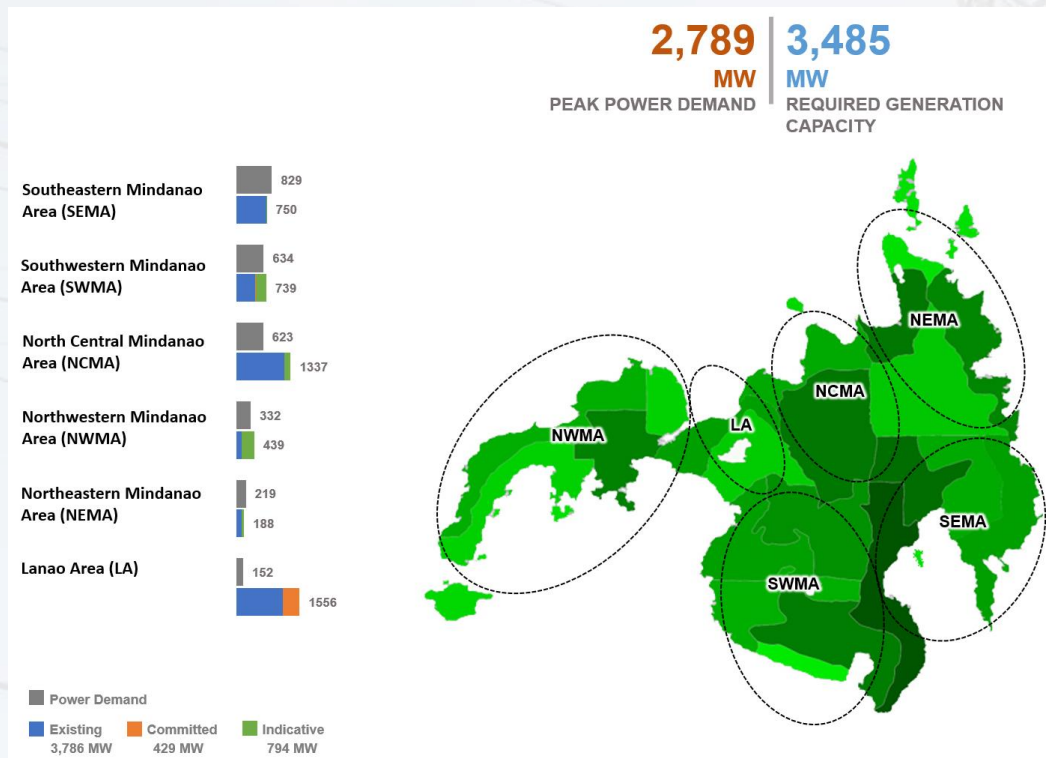 2,789
MW
PEAK POWER DEMAND
3,485
MW
REQUIRED GENERATION
CAPACITY
Southeastern Mindanao
Area (SEMA)
829
750
Southwestern Mindanao
Area (SWMA)
634
739
North Central Mindanao
Area (NCMA)
623
1337
Northwestern Mindanao
Area (NWMA)
332
439
Northeastern Mindanao
Area (NEMA)
219
188
Lanao Area (LA)
152
1556
NEMA
NCMA
LA
NWMA
SEMA
SWMA
Power Demand
Existing
3,786 MW
Committed
429 MW
Indicative
794 MW